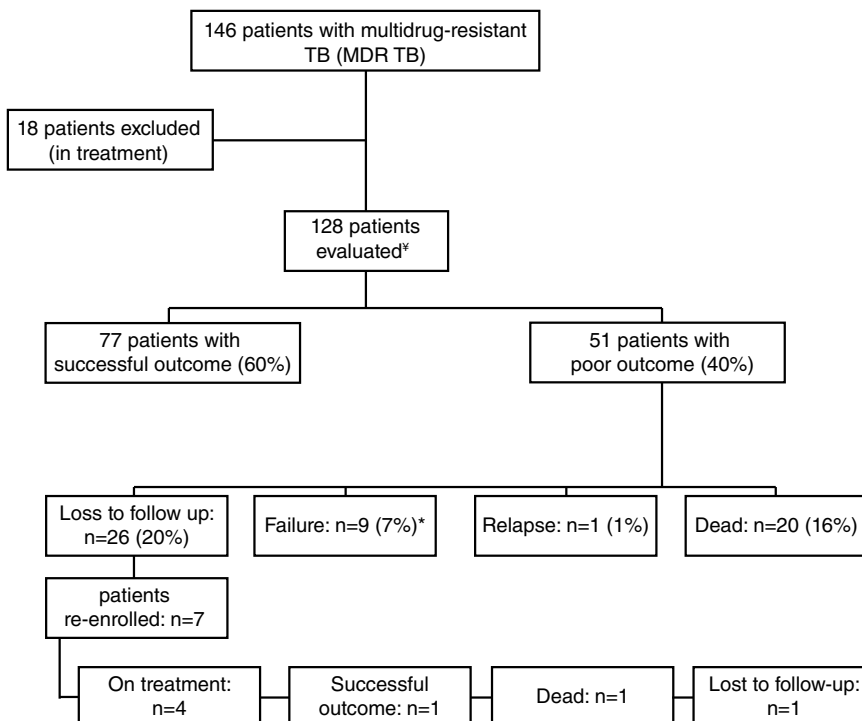 146 patients with multidrug-resistant
TB (MDR TB)
18 patients excluded
(in treatment)
128 patients
evaluated¥
77 patients with
successful outcome (60%)
51 patients with
poor outcome (40%)
Loss to follow up:
n=26 (20%)
Failure: n=9 (7%)*
Relapse: n=1 (1%)
Dead: n=20 (16%)
patients
re-enrolled: n=7
On treatment:
n=4
Successful
outcome: n=1
Dead: n=1
Lost to follow-up:
n=1